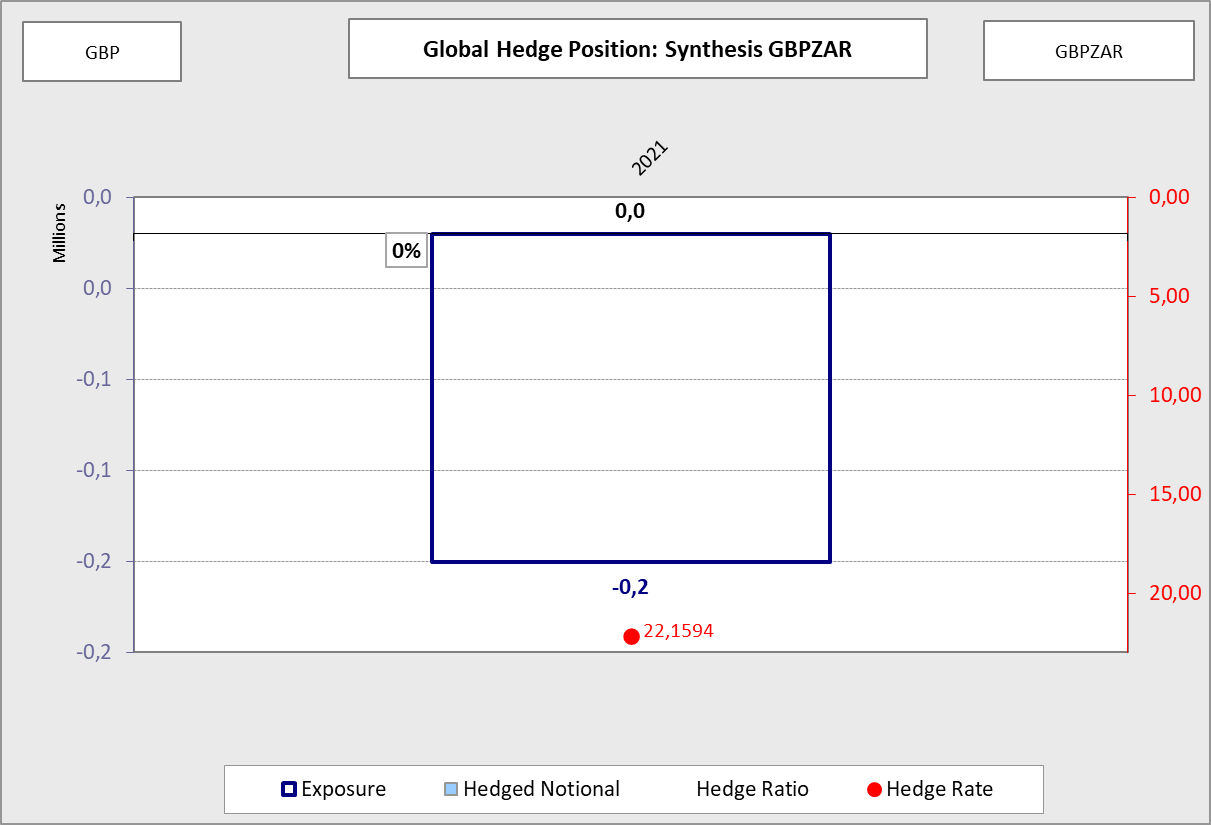 GBP
Global Hedge Position: Synthesis GBPZAR
GBPZAR
2021
Millions
0,0
0,0
-0,1
-0,1
-0,2
-0,2
0,0
0%
-0,2
22,1594
0,00
5,00
10,00
15,00
20,00
Exposure
Hedged Notional
Hedge Ratio
Hedge Rate